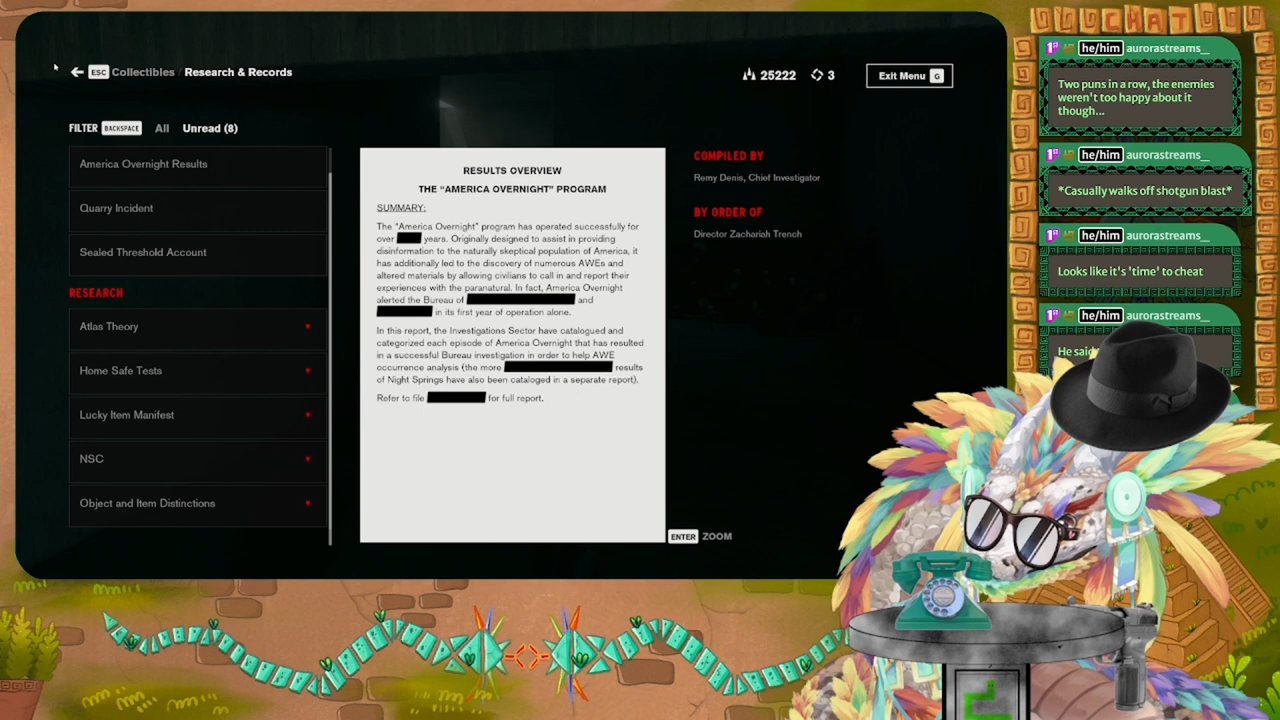 ESC Collectibles / Research & Records
25222 3 Exit Menu G
FILTER BACKSPACE All Unread (8)
America Overnight Results
Quarry Incident
Sealed Threshold Account
RESEARCH
Atlas Theory
Home Safe Tests
Lucky Item Manifest
NSC
Object and Item Distinctions
RESULTS OVERVIEW
THE “AMERICA OVERNIGHT” PROGRAM
SUMMARY:
The “America Overnight” program has operated successfully for
over years. Originally designed to assist in providing
disinformation to the naturally skeptical population of America, it
has additionally led to the discovery of numerous AWEs and
altered materials by allowing civilians to call in and report their
experiences with the paranatural. In fact, America Overnight
alerted the Bureau of and
in its first year of operation alone.
In this report, the Investigations Sector have catalogued and
categorized each episode of America Overnight that has resulted
in a successful Bureau investigation in order to help AWE
occurrence analysis (the more results
of Night Springs have also been cataloged in a separate report).
Refer to file for full report.
ENTER ZOOM
COMPILED BY
Remy Denis, Chief Investigator
BY ORDER OF
Director Zachariah Trench
CHAT
1st he/him aurorastreams_
Two puns in a row, the enemies
weren't too happy about it
though...
1st he/him aurorastreams_
*Casually walks off shotgun blast*
1st he/him aurorastreams_
Looks like it's 'time' to cheat
1st he/him aurorastreams_
He said